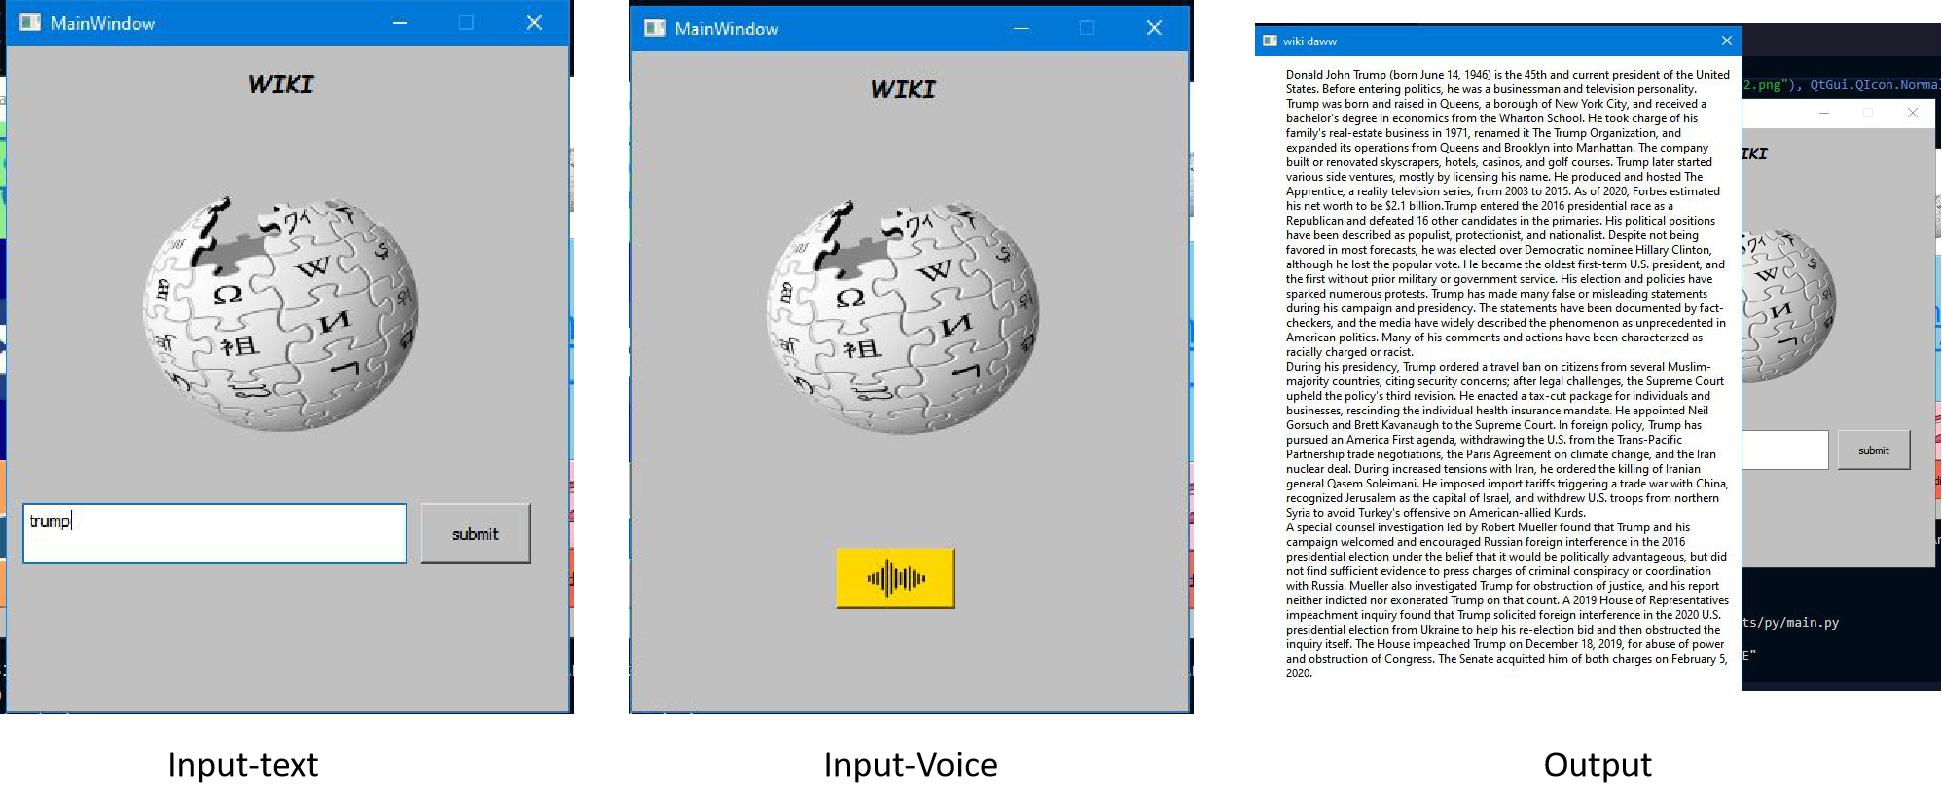 MainWindow
WIKI
Ω
W
И
祖
trump
submit
Input-text
MainWindow
WIKI
Ω
W
И
祖
Input-Voice
wiki daww
Donald John Trump (born June 14, 1946) is the 45th and current president of the United
States. Before entering politics, he was a businessman and television personality.
Trump was born and raised in Queens, a borough of New York City, and received a
bachelor's degree in economics from the Wharton School. He took charge of his
family's real-estate business in 1971, renamed it The Trump Organization, and
expanded its operations from Queens and Brooklyn into Manhattan. The company
built or renovated skyscrapers, hotels, casinos, and golf courses. Trump later started
various side ventures, mostly by licensing his name. He produced and hosted The
Apprentice, a reality television series, from 2003 to 2015. As of 2020, Forbes estimated
his net worth to be $2.1 billion.Trump entered the 2016 presidential race as a
Republican and defeated 16 other candidates in the primaries. His political positions
have been described as populist, protectionist, and nationalist. Despite not being
favored in most forecasts, he was elected over Democratic nominee Hillary Clinton,
although he lost the popular vote. He became the oldest first-term U.S. president, and
the first without prior military or government service. His election and policies have
sparked numerous protests. Trump has made many false or misleading statements
during his campaign and presidency. The statements have been documented by fact-
checkers, and the media have widely described the phenomenon as unprecedented in
American politics. Many of his comments and actions have been characterized as
racially charged or racist.
During his presidency, Trump ordered a travel ban on citizens from several Muslim-
majority countries, citing security concerns; after legal challenges, the Supreme Court
upheld the policy's third revision. He enacted a tax-cut package for individuals and
businesses, rescinding the individual health insurance mandate. He appointed Neil
Gorsuch and Brett Kavanaugh to the Supreme Court. In foreign policy, Trump has
pursued an America First agenda, withdrawing the U.S. from the Trans-Pacific
Partnership trade negotiations, the Paris Agreement on climate change, and the Iran
nuclear deal. During increased tensions with Iran, he ordered the killing of Iranian
general Qasem Soleimani. He imposed import tariffs triggering a trade war with China,
recognized Jerusalem as the capital of Israel, and withdrew U.S. troops from northern
Syria to avoid Turkey's offensive on American-allied Kurds.
A special counsel investigation led by Robert Mueller found that Trump and his
campaign welcomed and encouraged Russian foreign interference in the 2016
presidential election under the belief that it would be politically advantageous, but did
not find sufficient evidence to press charges of criminal conspiracy or coordination
with Russia. Mueller also investigated Trump for obstruction of justice, and his report
neither indicted nor exonerated Trump on that count. A 2019 House of Representatives
impeachment inquiry found that Trump solicited foreign interference in the 2020 U.S.
presidential election from Ukraine to help his re-election bid and then obstructed the
inquiry itself. The House impeached Trump on December 18, 2019, for abuse of power
and obstruction of Congress. The Senate acquitted him of both charges on February 5,
2020.
2.png"), QtGui.QIcon.Norma
IKI
W
И
submit
ts/py/main.py
E"
Output